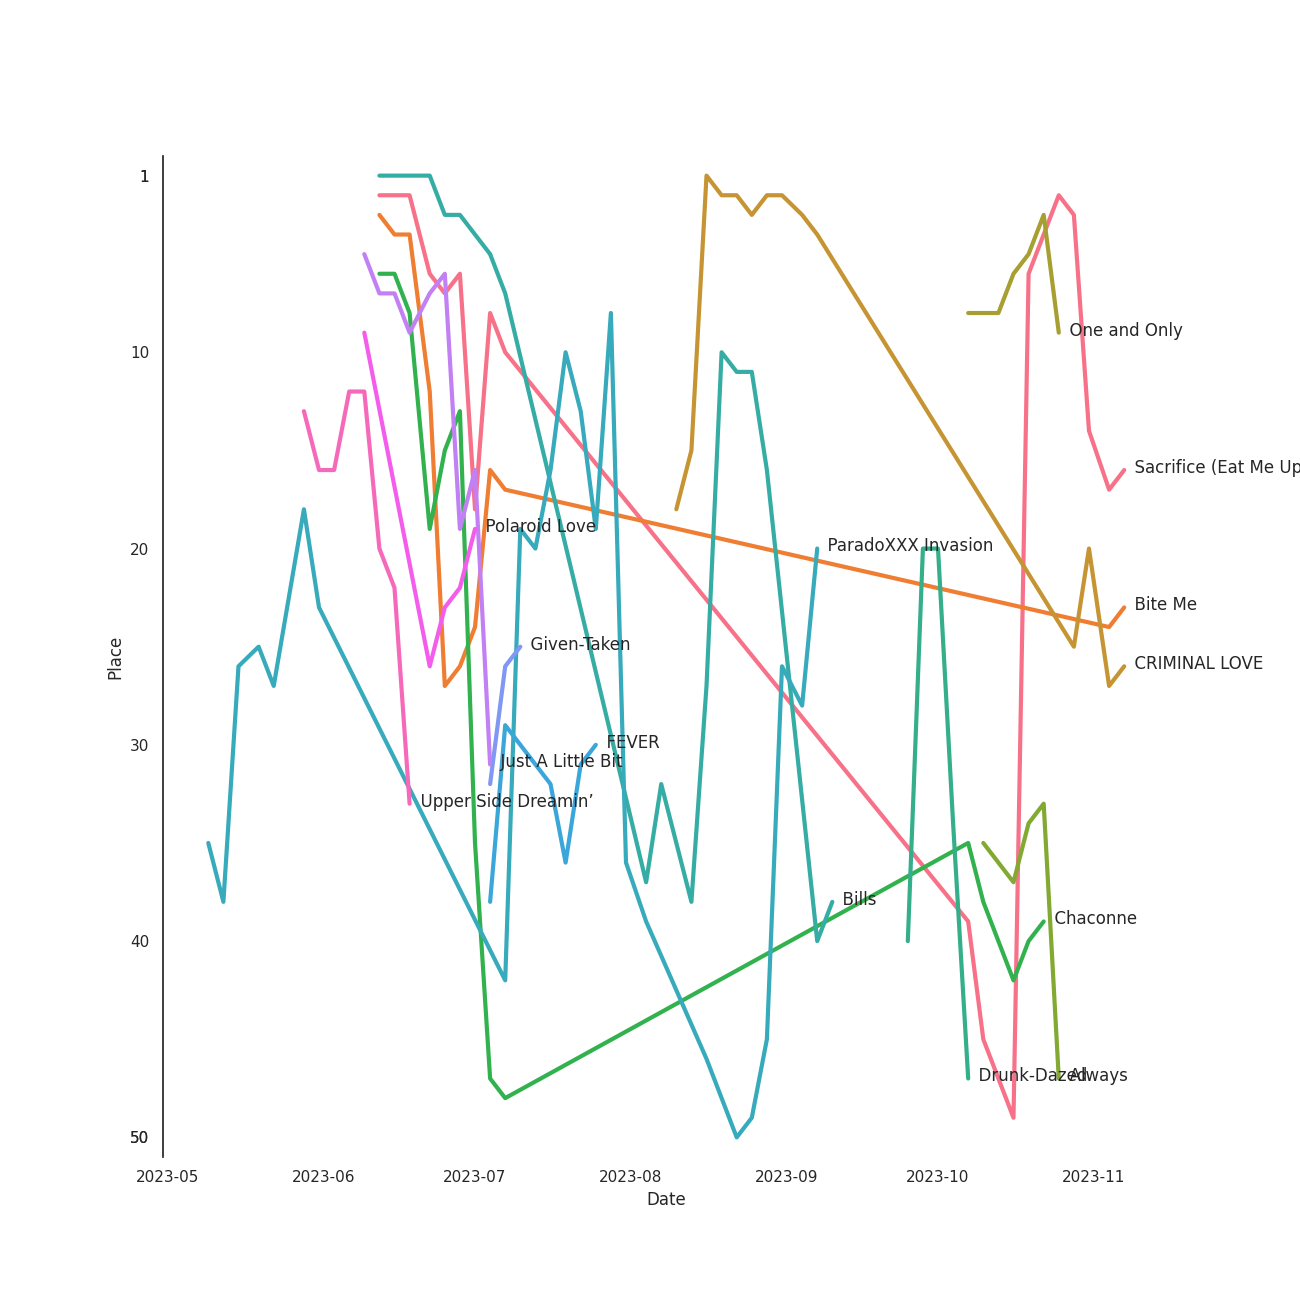 1
10
20
30
40
50
Place
2023-05
2023-06
2023-07
2023-08
2023-09
2023-10
2023-11
Date
One and Only
Sacrifice (Eat Me Up
Polaroid Love
ParadoXXX Invasion
Bite Me
Given-Taken
CRIMINAL LOVE
FEVER
Just A Little Bit
Upper Side Dreamin’
Bills
Chaconne
Drunk-Dazed
Always